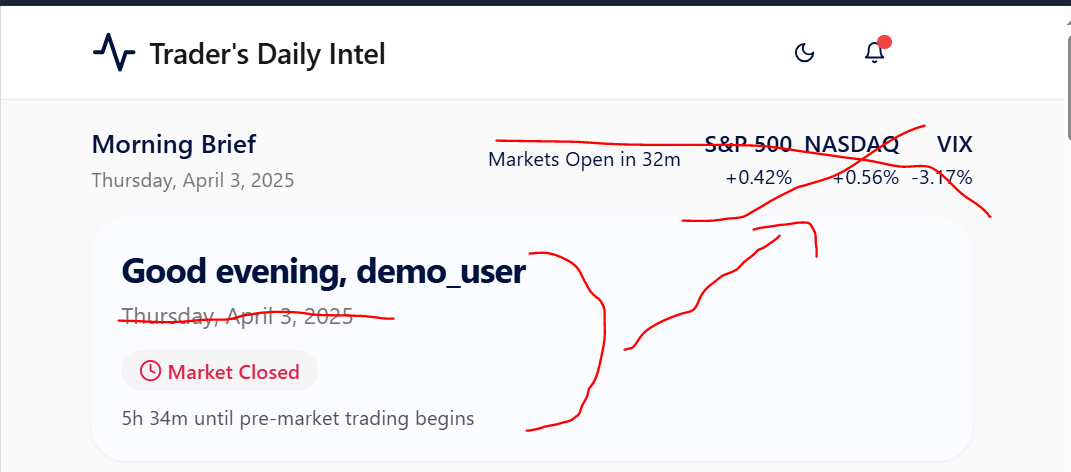 Trader's Daily Intel
Morning Brief
Thursday, April 3, 2025
Markets Open in 32m
S&P 500 NASDAQ VIX
+0.42% +0.56% -3.17%
Good evening, demo_user
Thursday, April 3, 2025
Market Closed
5h 34m until pre-market trading begins